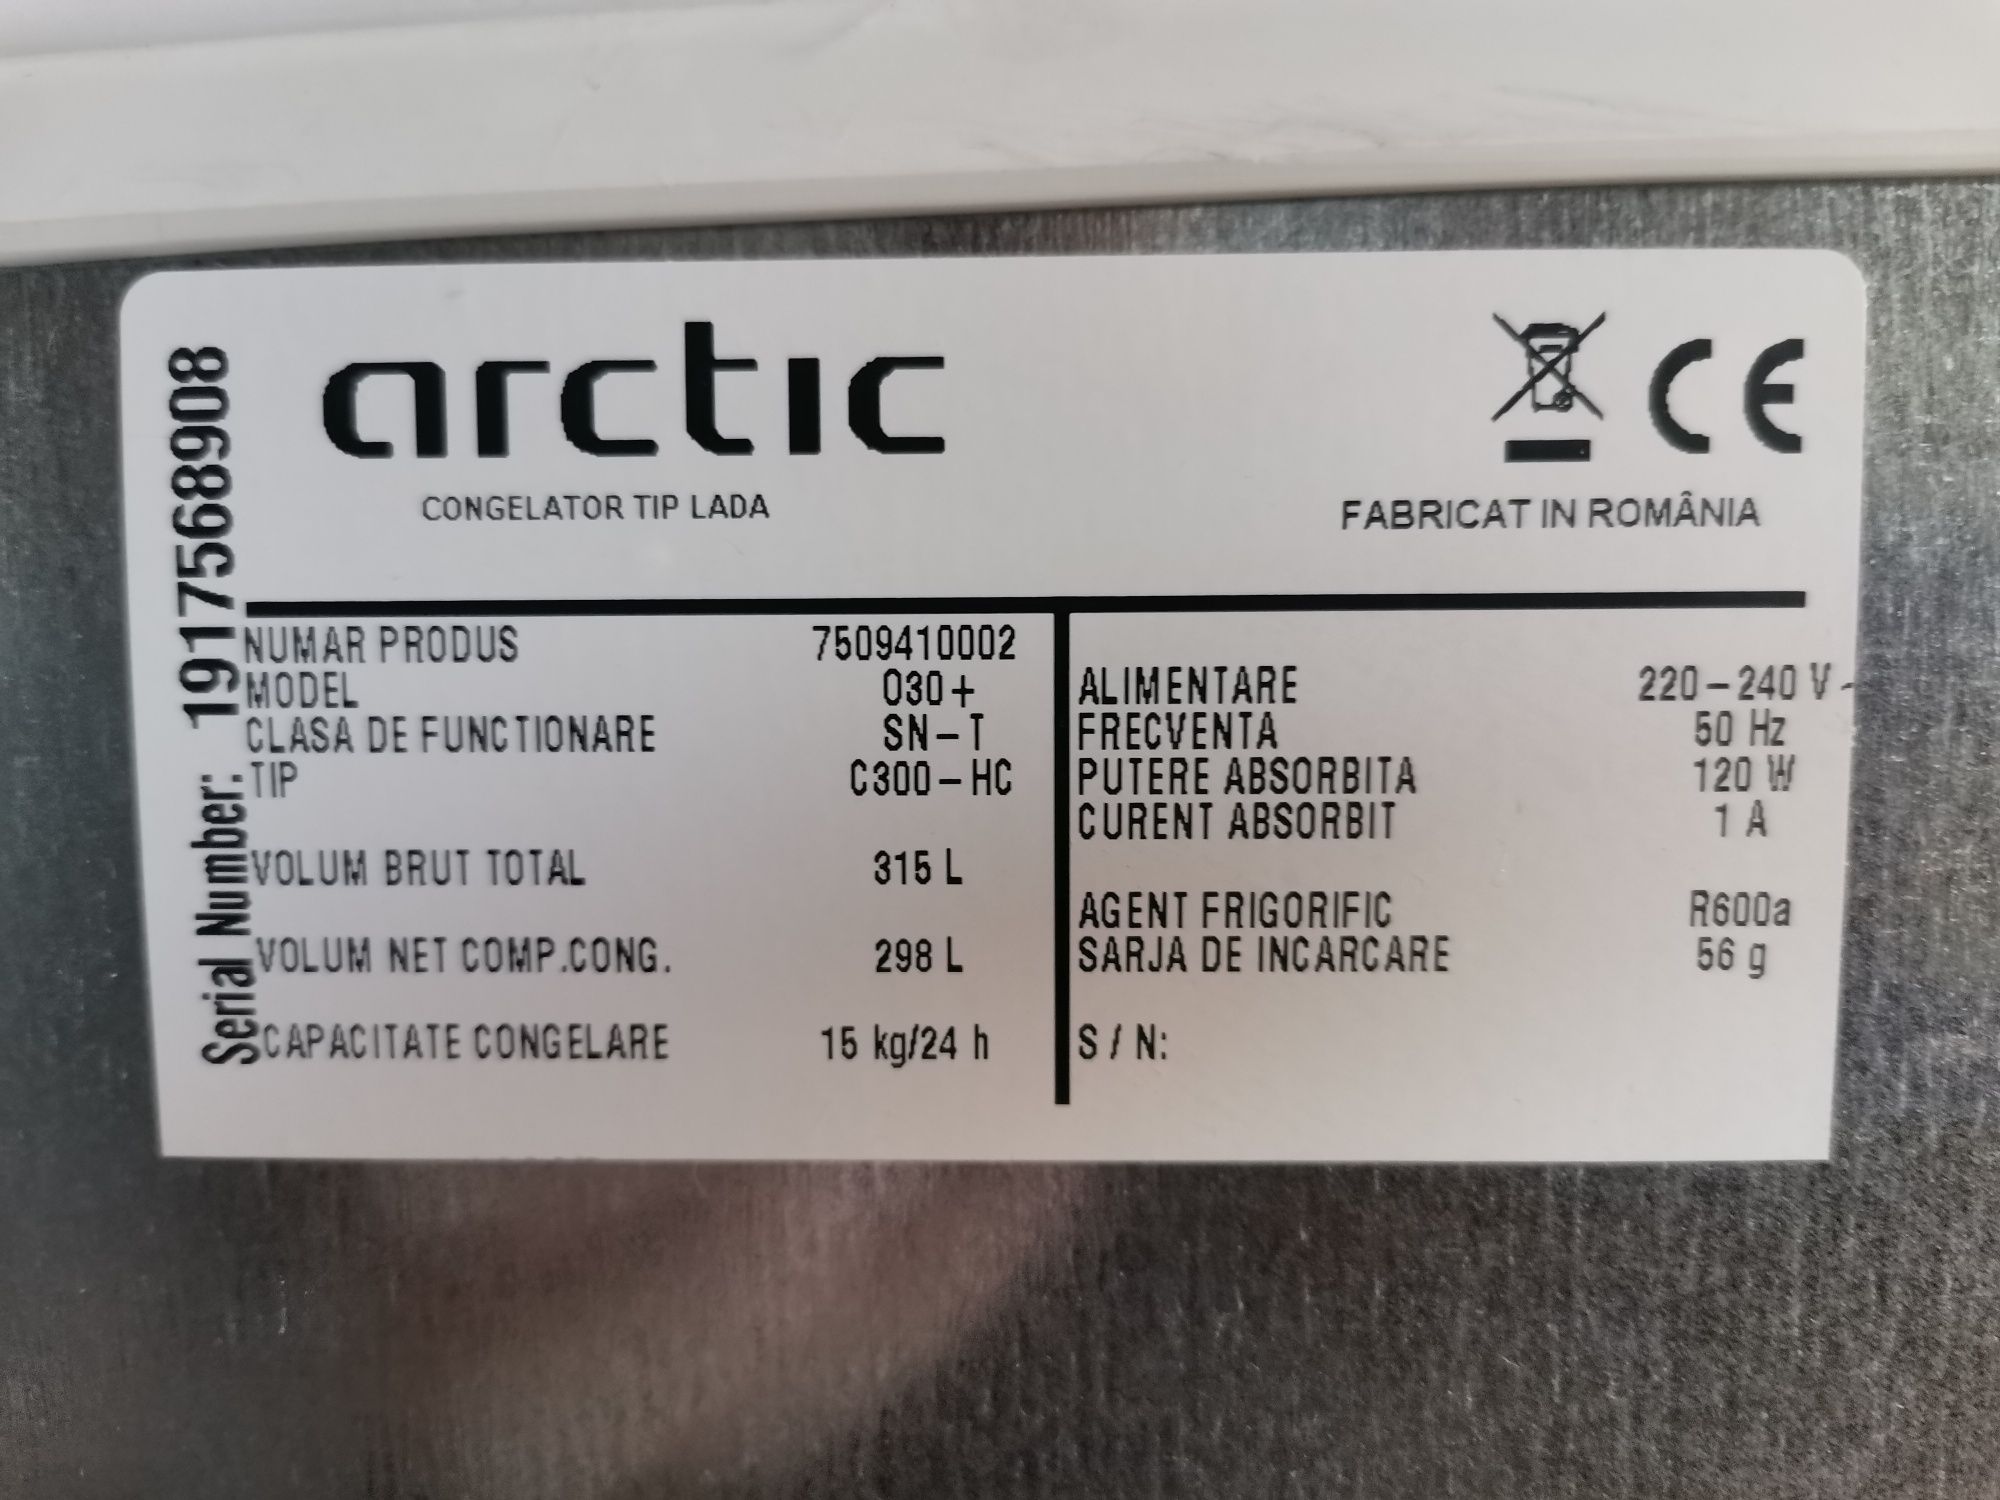 arctic
CE
CONGELATOR TIP LADA
FABRICAT IN ROMÂNIA
Serial Number: 1917568908
NUMAR PRODUS 7509410002
MODEL O30+
CLASA DE FUNCTIONARE SN-T
TIP C300-HC
VOLUM BRUT TOTAL 315 L
VOLUM NET COMP.CONG. 298 L
CAPACITATE CONGELARE 15 kg/24 h
ALIMENTARE 220-240 V ~
FRECVENTA 50 Hz
PUTERE ABSORBITA 120 W
CURENT ABSORBIT 1 A
AGENT FRIGORIFIC R600a
SARJA DE INCARCARE 56 g
S / N: